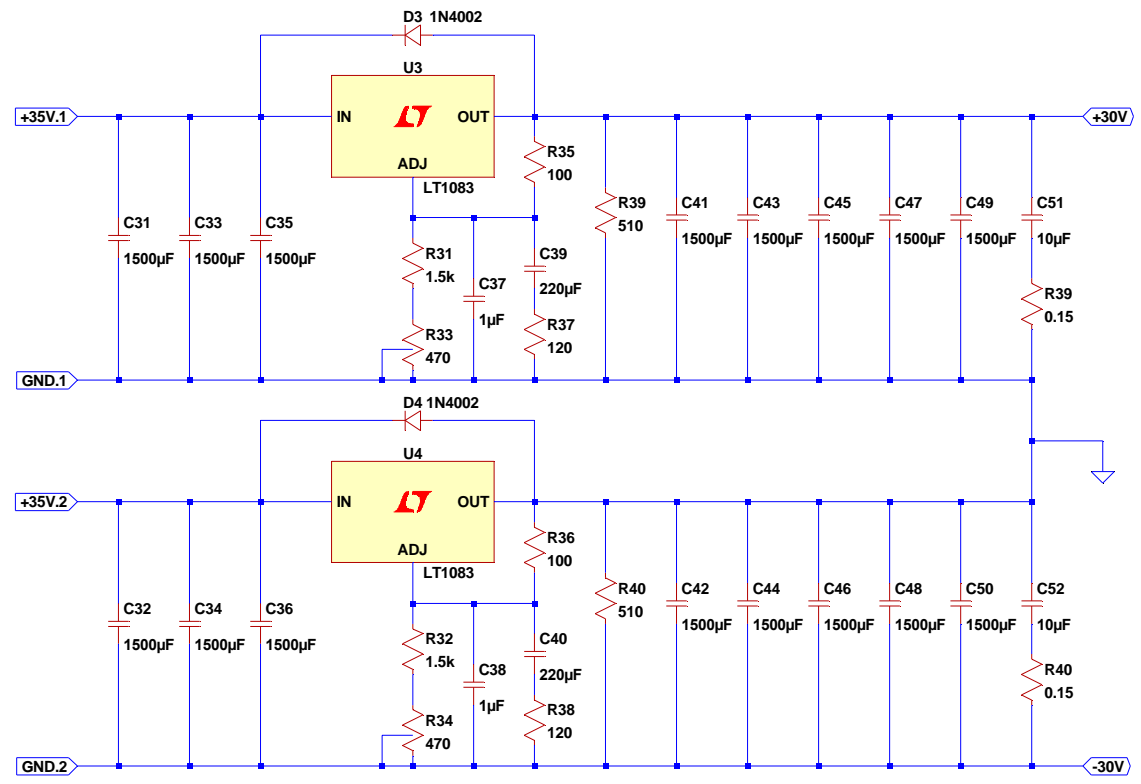 D3 1N4002
U3
+35V.1
IN
OUT
+30V
ADJ
LT1083
R35
100
C31
1500µF
C33
1500µF
C35
1500µF
R31
1.5k
C37
1µF
C39
220µF
R33
470
R37
120
R39
510
C41
1500µF
C43
1500µF
C45
1500µF
C47
1500µF
C49
1500µF
C51
10µF
R39
0.15
GND.1
D4 1N4002
U4
+35V.2
IN
OUT
ADJ
LT1083
R36
100
C32
1500µF
C34
1500µF
C36
1500µF
R32
1.5k
C38
1µF
C40
220µF
R34
470
R38
120
R40
510
C42
1500µF
C44
1500µF
C46
1500µF
C48
1500µF
C50
1500µF
C52
10µF
R40
0.15
GND.2
-30V